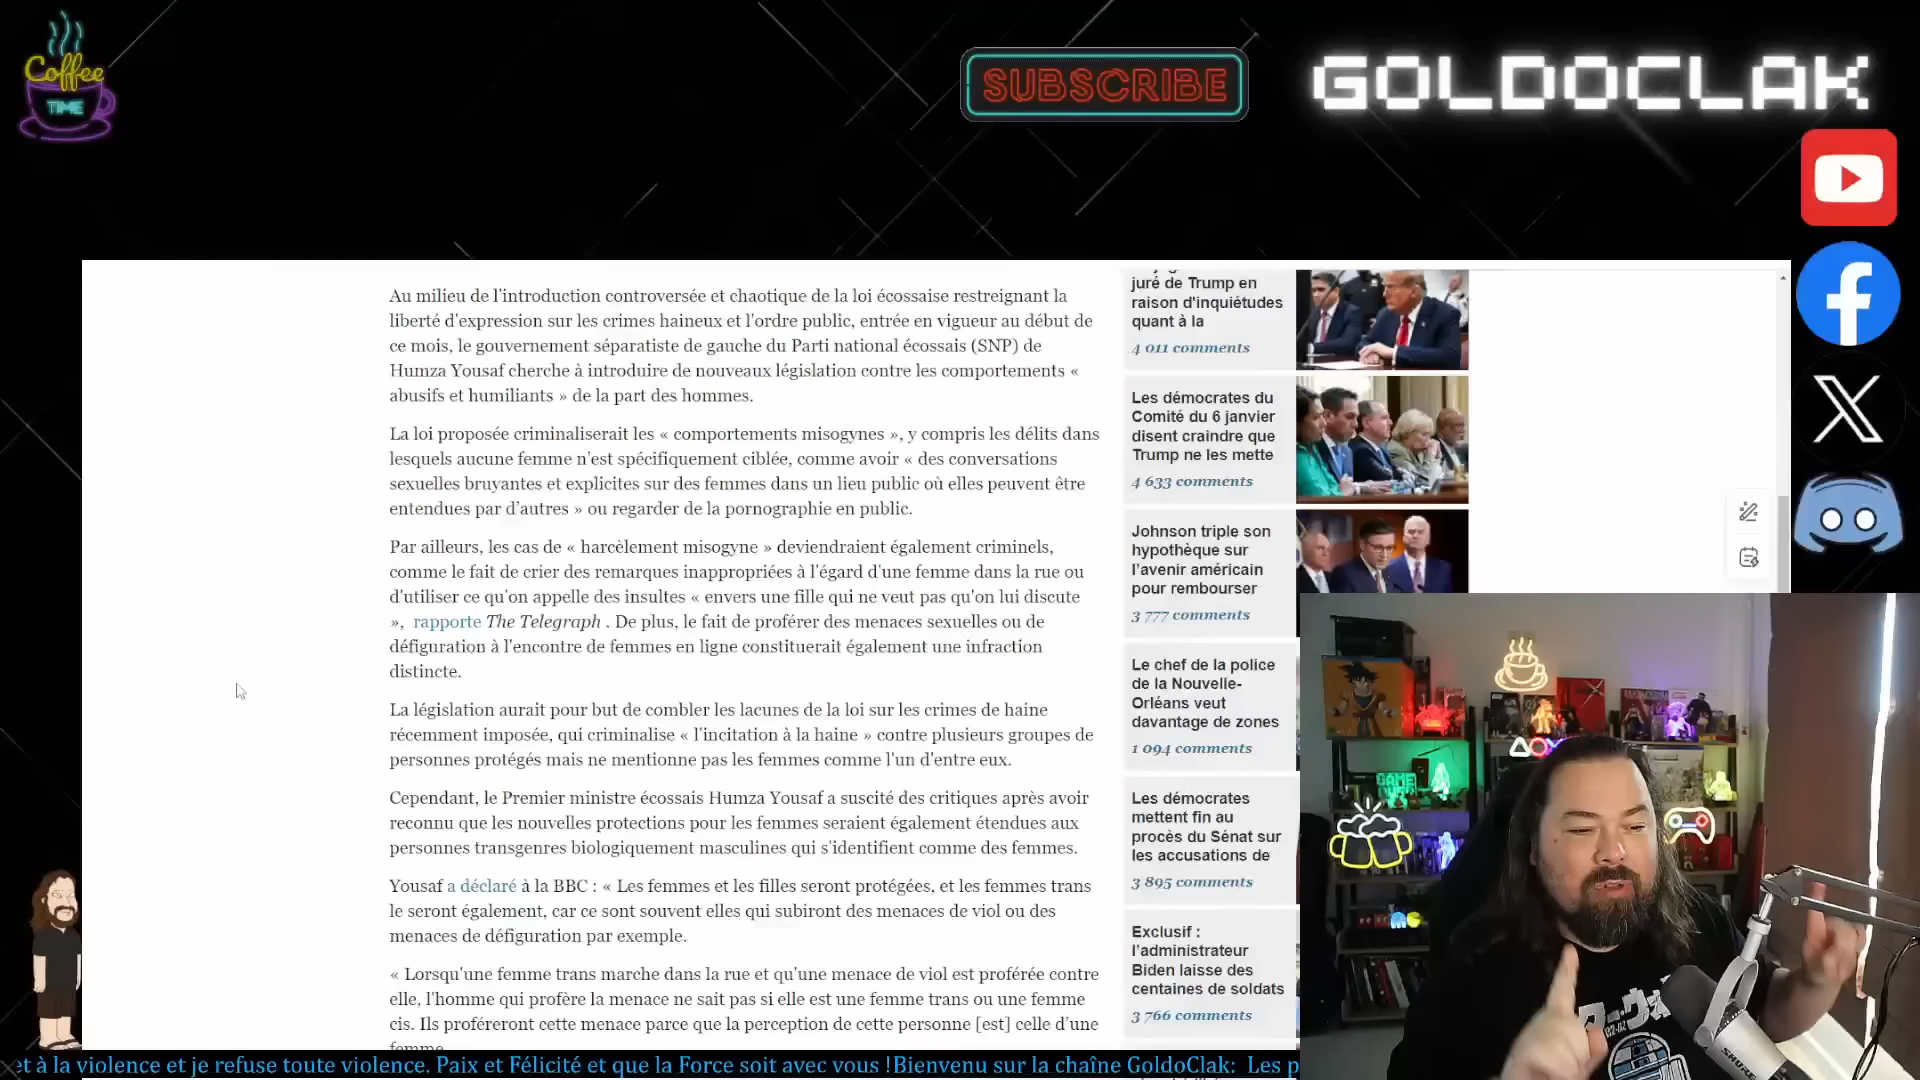 Coffee
TIME
SUBSCRIBE
GOLDOCLAK
Au milieu de l'introduction controversée et chaotique de la loi écossaise restreignant la
liberté d'expression sur les crimes haineux et l'ordre public, entrée en vigueur au début de
ce mois, le gouvernement séparatiste de gauche du Parti national écossais (SNP) de
Humza Yousaf cherche à introduire de nouveaux législation contre les comportements «
abusifs et humiliants » de la part des hommes.
La loi proposée criminaliserait les « comportements misogynes », y compris les délits dans
lesquels aucune femme n'est spécifiquement ciblée, comme avoir « des conversations
sexuelles bruyantes et explicites sur des femmes dans un lieu public où elles peuvent être
entendues par d'autres » ou regarder de la pornographie en public.
Par ailleurs, les cas de « harcèlement misogyne » deviendraient également criminels,
comme le fait de crier des remarques inappropriées à l'égard d'une femme dans la rue ou
d'utiliser ce qu'on appelle des insultes « envers une fille qui ne veut pas qu'on lui discute
», rapporte The Telegraph . De plus, le fait de proférer des menaces sexuelles ou de
défiguration à l'encontre de femmes en ligne constituerait également une infraction
distincte.
La législation aurait pour but de combler les lacunes de la loi sur les crimes de haine
récemment imposée, qui criminalise « l'incitation à la haine » contre plusieurs groupes de
personnes protégés mais ne mentionne pas les femmes comme l'un d'entre eux.
Cependant, le Premier ministre écossais Humza Yousaf a suscité des critiques après avoir
reconnu que les nouvelles protections pour les femmes seraient également étendues aux
personnes transgenres biologiquement masculines qui s'identifient comme des femmes.
Yousaf a déclaré à la BBC : « Les femmes et les filles seront protégées, et les femmes trans
le seront également, car ce sont souvent elles qui subiront des menaces de viol ou des
menaces de défiguration par exemple.
« Lorsqu'une femme trans marche dans la rue et qu'une menace de viol est proférée contre
elle, l'homme qui profère la menace ne sait pas si elle est une femme trans ou une femme
cis. Ils proféreront cette menace parce que la perception de cette personne [est] celle d'une
femme
juré de Trump en
raison d'inquiétudes
quant à la
4 011 comments
Les démocrates du
Comité du 6 janvier
disent craindre que
Trump ne les mette
4 633 comments
Johnson triple son
hypothèque sur
l'avenir américain
pour rembourser
3 777 comments
Le chef de la police
de la Nouvelle-
Orléans veut
davantage de zones
1 094 comments
Les démocrates
mettent fin au
procès du Sénat sur
les accusations de
3 895 comments
Exclusif :
l'administrateur
Biden laisse des
centaines de soldats
3 766 comments
GAME
SHURE
et à la violence et je refuse toute violence. Paix et Félicité et que la Force soit avec vous !Bienvenu sur la chaîne GoldoClak: Les p